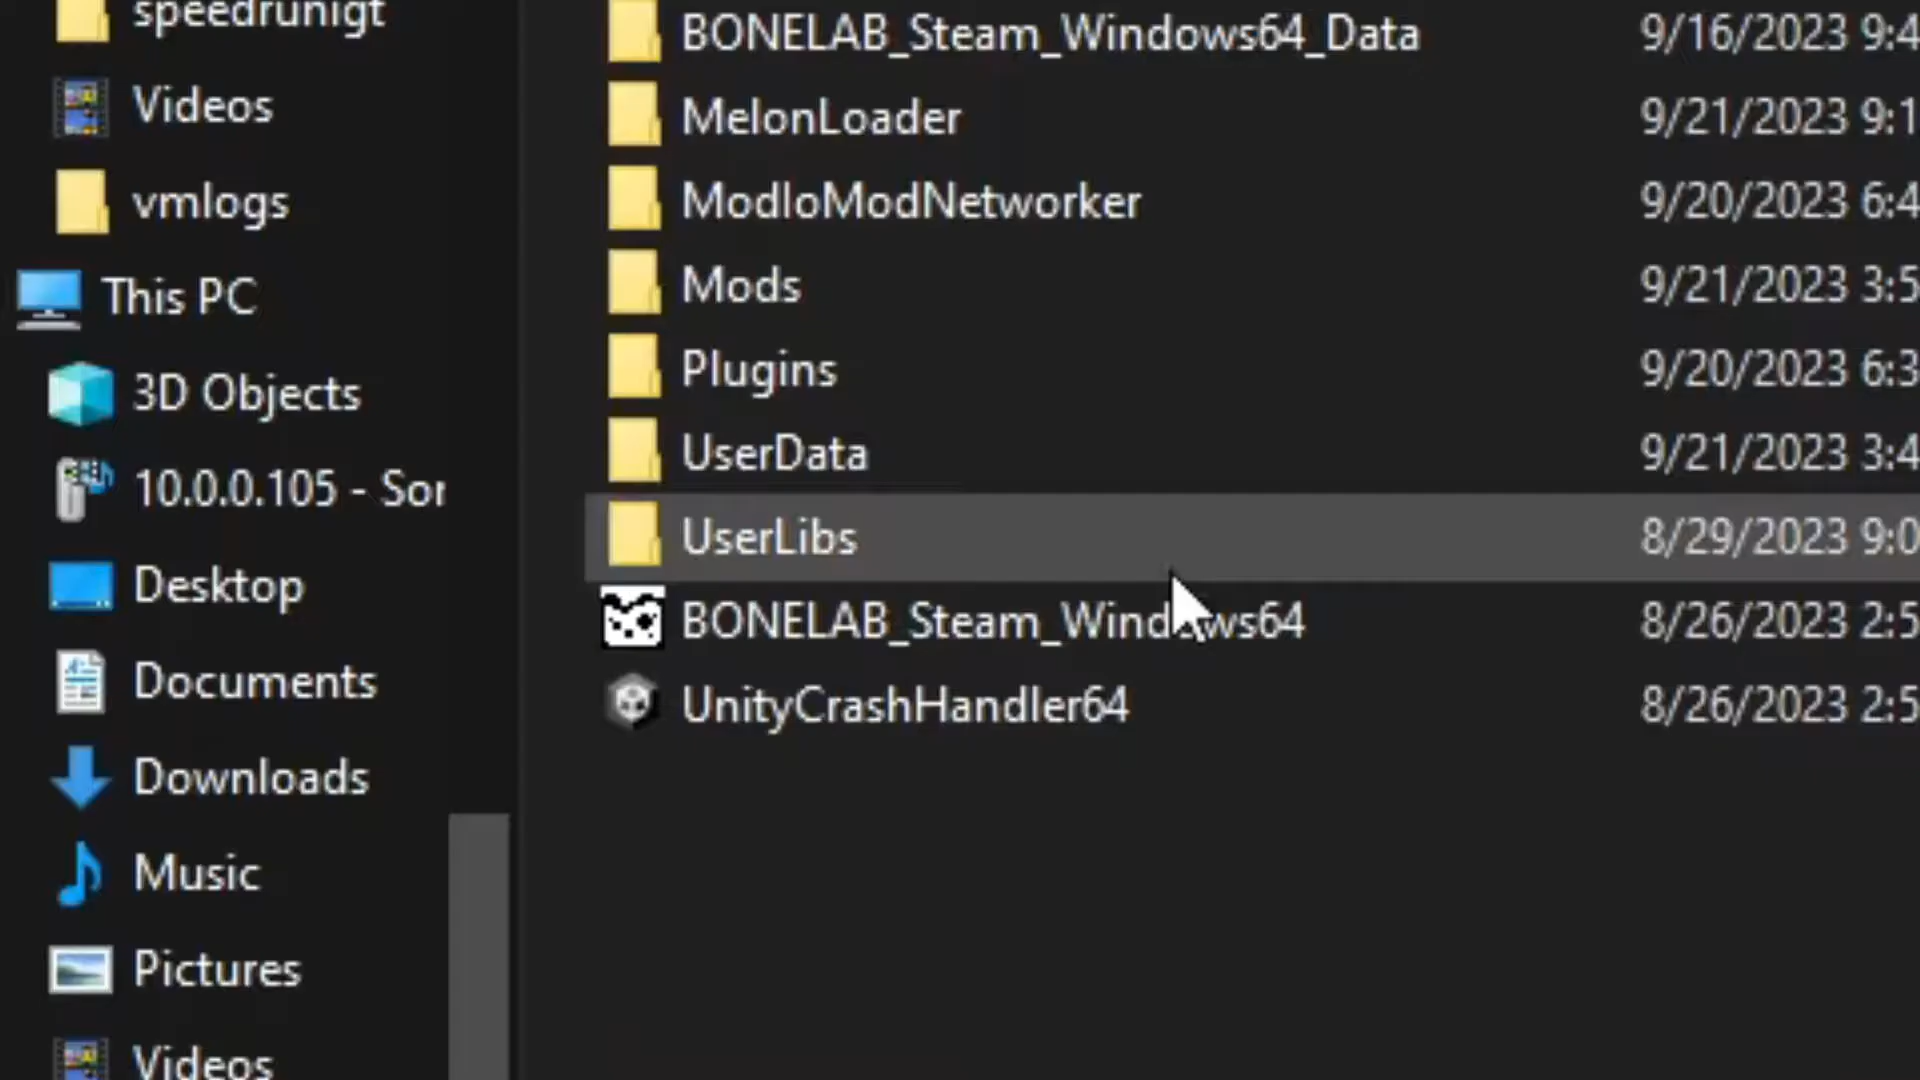 speedrunigt
Videos
vmlogs
This PC
3D Objects
10.0.0.105 - Sor
Desktop
Documents
Downloads
Music
Pictures
Videos
BONELAB_Steam_Windows64_Data 9/16/2023 9:4
MelonLoader 9/21/2023 9:1
ModIoModNetworker 9/20/2023 6:4
Mods 9/21/2023 3:5
Plugins 9/20/2023 6:3
UserData 9/21/2023 3:4
UserLibs 8/29/2023 9:0
BONELAB_Steam_Windows64 8/26/2023 2:5
UnityCrashHandler64 8/26/2023 2:5